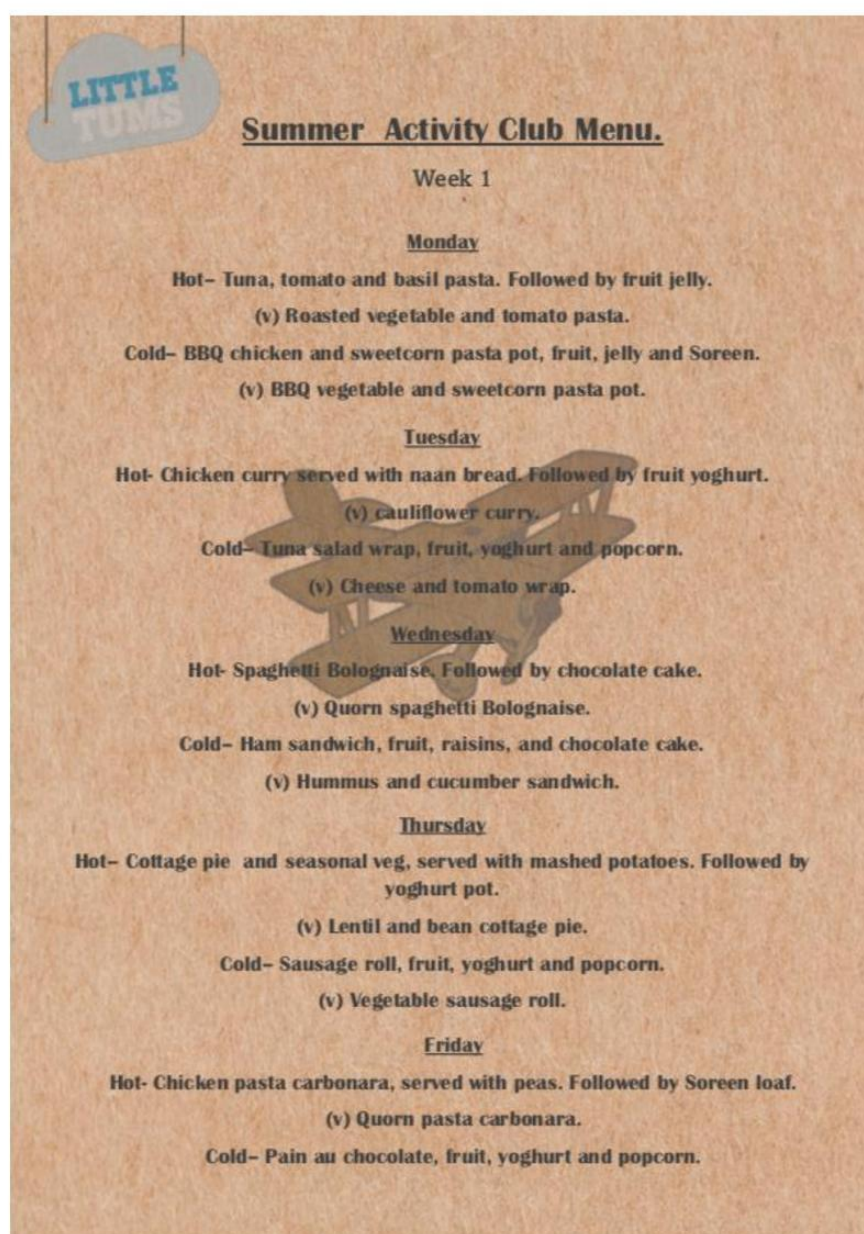 LITTLE
TUMS
Summer Activity Club Menu.
Week 1
Monday
Hot– Tuna, tomato and basil pasta. Followed by fruit jelly.
(v) Roasted vegetable and tomato pasta.
Cold– BBQ chicken and sweetcorn pasta pot, fruit, jelly and Soreen.
(v) BBQ vegetable and sweetcorn pasta pot.
Tuesday
Hot- Chicken curry served with naan bread. Followed by fruit yoghurt.
(v) cauliflower curry.
Cold– Tuna salad wrap, fruit, yoghurt and popcorn.
(v) Cheese and tomato wrap.
Wednesday
Hot- Spaghetti Bolognaise. Followed by chocolate cake.
(v) Quorn spaghetti Bolognaise.
Cold– Ham sandwich, fruit, raisins, and chocolate cake.
(v) Hummus and cucumber sandwich.
Thursday
Hot– Cottage pie and seasonal veg, served with mashed potatoes. Followed by
yoghurt pot.
(v) Lentil and bean cottage pie.
Cold– Sausage roll, fruit, yoghurt and popcorn.
(v) Vegetable sausage roll.
Friday
Hot- Chicken pasta carbonara, served with peas. Followed by Soreen loaf.
(v) Quorn pasta carbonara.
Cold– Pain au chocolate, fruit, yoghurt and popcorn.